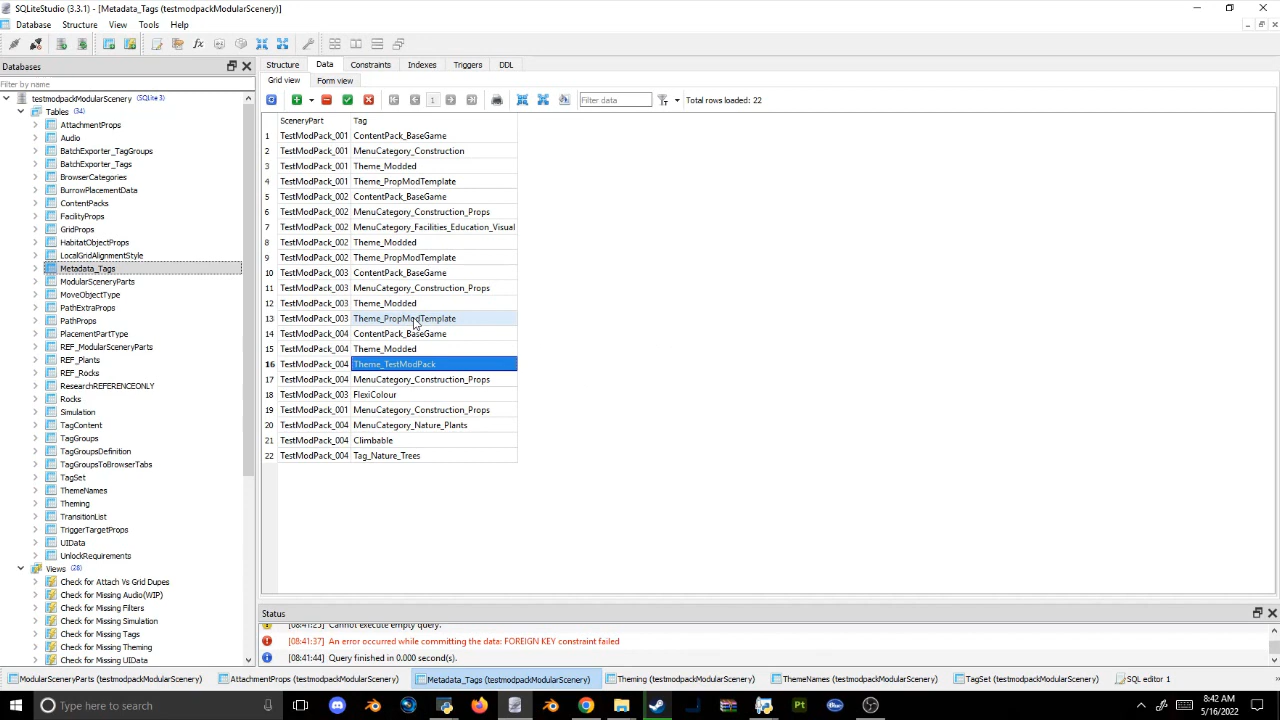 SQLiteStudio (3.3.1) - [Metadata_Tags (testmodpackModularScenery)]
Database Structure View Tools Help
Databases
Structure Data Constraints Indexes Triggers DDL
Grid view Form view
Filter by name
testmodpackModularScenery (SQLite 3)
Tables (34)
AttachmentProps
Audio
BatchExporter_TagGroups
BatchExporter_Tags
BrowserCategories
BurrowPlacementData
ContentPacks
FacilityProps
GridProps
HabitatObjectProps
LocalGridAlignmentStyle
Metadata_Tags
ModularSceneryParts
MoveObjectType
PathExtraProps
PathProps
PlacementPartType
REF_ModularSceneryParts
REF_Plants
REF_Rocks
ResearchREFERENCEONLY
Rocks
Simulation
TagContent
TagGroups
TagGroupsDefinition
TagGroupsToBrowserTabs
TagSet
ThemeNames
Theming
TransitionList
TriggerTargetProps
UIData
UnlockRequirements
Views (28)
Check for Attach Vs Grid Dupes
Check for Missing Audio(WIP)
Check for Missing Filters
Check for Missing Simulation
Check for Missing Tags
Check for Missing Theming
Check for Missing UIData
1 Filter data Total rows loaded: 22
SceneryPart Tag
1 TestModPack_001 ContentPack_BaseGame
2 TestModPack_001 MenuCategory_Construction
3 TestModPack_001 Theme_Modded
4 TestModPack_001 Theme_PropModTemplate
5 TestModPack_002 ContentPack_BaseGame
6 TestModPack_002 MenuCategory_Construction_Props
7 TestModPack_002 MenuCategory_Facilities_Education_Visual
8 TestModPack_002 Theme_Modded
9 TestModPack_002 Theme_PropModTemplate
10 TestModPack_003 ContentPack_BaseGame
11 TestModPack_003 MenuCategory_Construction_Props
12 TestModPack_003 Theme_Modded
13 TestModPack_003 Theme_PropModTemplate
14 TestModPack_004 ContentPack_BaseGame
15 TestModPack_004 Theme_Modded
16 TestModPack_004 Theme_TestModPack
17 TestModPack_004 MenuCategory_Construction_Props
18 TestModPack_003 FlexiColour
19 TestModPack_001 MenuCategory_Construction_Props
20 TestModPack_004 MenuCategory_Nature_Plants
21 TestModPack_004 Climbable
22 TestModPack_004 Tag_Nature_Trees
Status
[08:41:25] Cannot execute empty query.
[08:41:37] An error occurred while committing the data: FOREIGN KEY constraint failed
[08:41:44] Query finished in 0.000 second(s).
ModularSceneryParts (testmodpackModularScenery) AttachmentProps (testmodpackModularScenery) Metadata_Tags (testmodpackModularScenery) Theming (testmodpackModularScenery) ThemeNames (testmodpackModularScenery) TagSet (testmodpackModularScenery) SQL editor 1
Type here to search
Pt
8:42 AM
5/16/2022